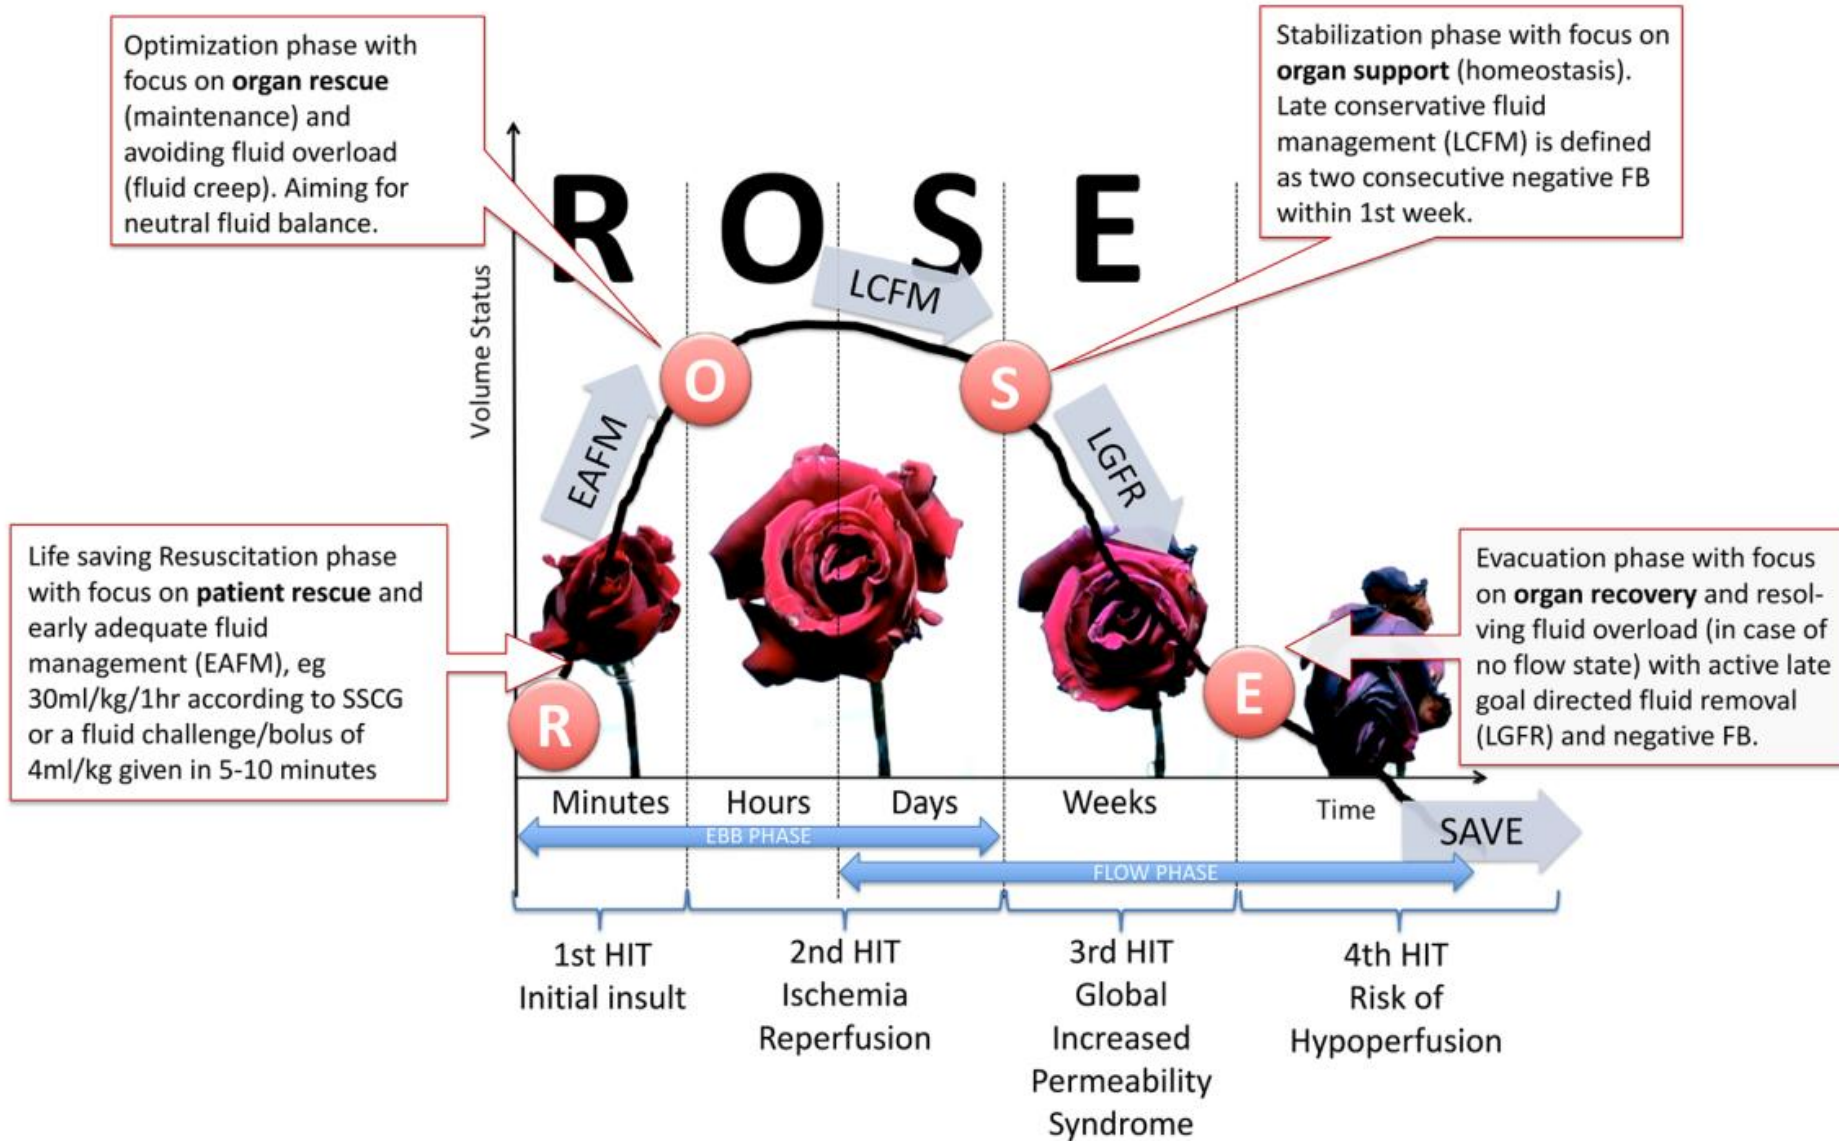 Optimization phase with
focus on organ rescue
(maintenance) and
avoiding fluid overload
(fluid creep). Aiming for
neutral fluid balance.
Stabilization phase with focus on
organ support (homeostasis).
Late conservative fluid
management (LCFM) is defined
as two consecutive negative FB
within 1st week.
R O S E
Volume Status
LCFM
O
S
EAFM
LGFR
Life saving Resuscitation phase
with focus on patient rescue and
early adequate fluid
management (EAFM), eg
30ml/kg/1hr according to SSCG
or a fluid challenge/bolus of
4ml/kg given in 5-10 minutes
Evacuation phase with focus
on organ recovery and resol-
ving fluid overload (in case of
no flow state) with active late
goal directed fluid removal
(LGFR) and negative FB.
R
E
Minutes
Hours
Days
Weeks
Time
EBB PHASE
SAVE
FLOW PHASE
1st HIT
Initial insult
2nd HIT
Ischemia
Reperfusion
3rd HIT
Global
Increased
Permeability
Syndrome
4th HIT
Risk of
Hypoperfusion